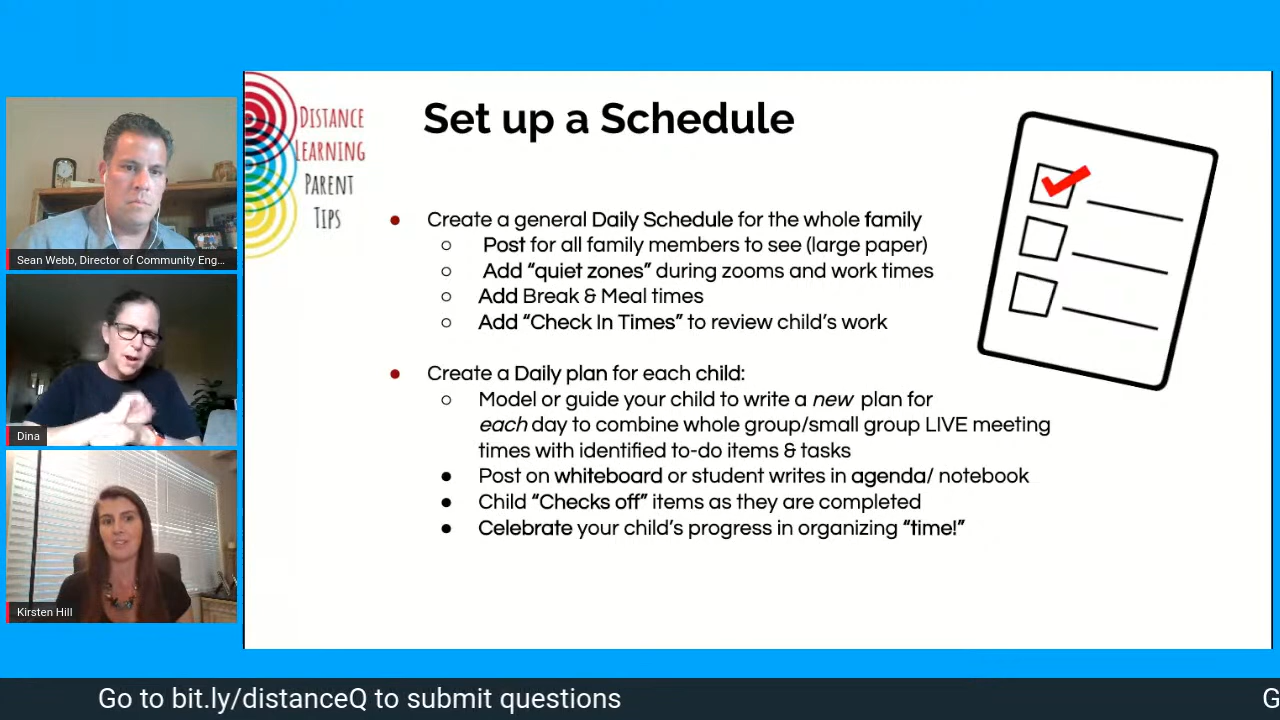 Set up a Schedule
DISTANCE
LEARNING
PARENT
TIPS
Create a general Daily Schedule for the whole family
Post for all family members to see (large paper)
Add “quiet zones” during zooms and work times
Add Break & Meal times
Add “Check In Times” to review child’s work
Create a Daily plan for each child:
Model or guide your child to write a new plan for
each day to combine whole group/small group LIVE meeting
times with identified to-do items & tasks
Post on whiteboard or student writes in agenda/ notebook
Child “Checks off” items as they are completed
Celebrate your child’s progress in organizing “time!”
Sean Webb, Director of Community Eng...
Dina
Kirsten Hill
Go to bit.ly/distanceQ to submit questions
G